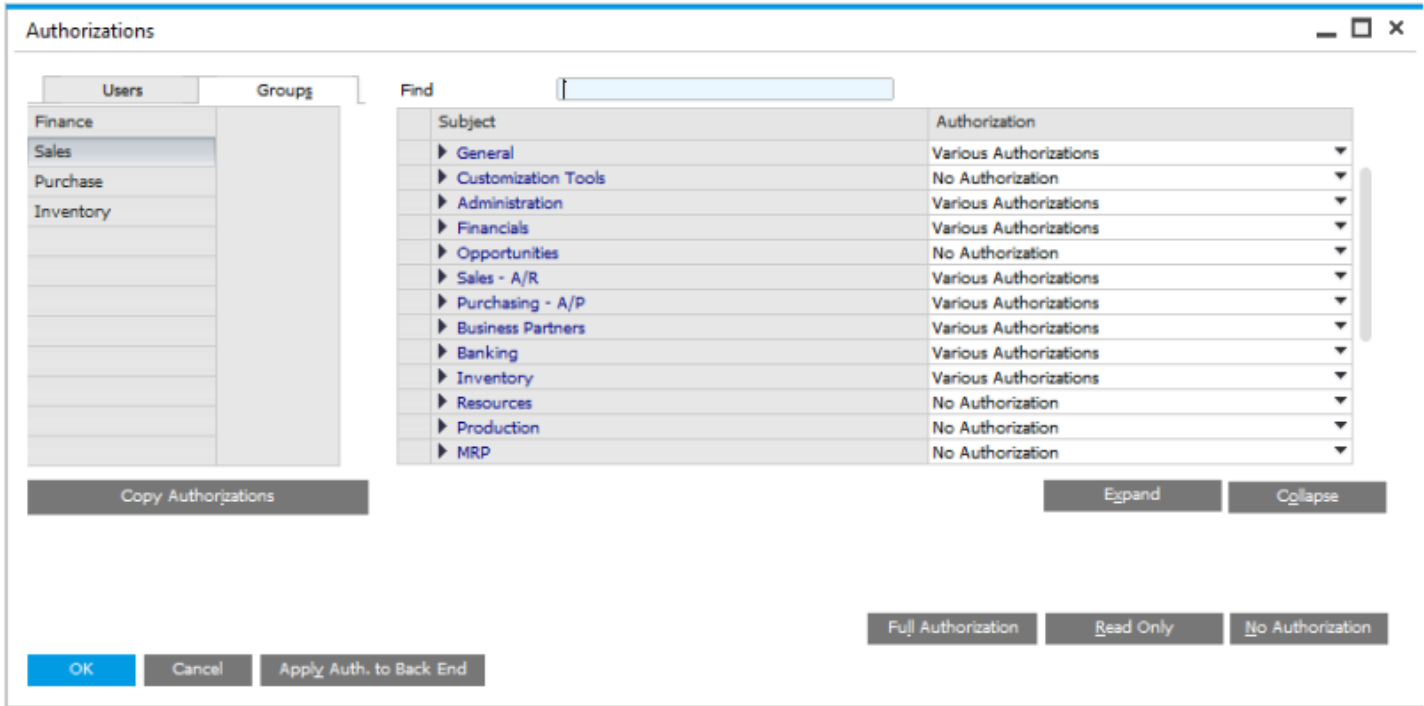 Authorizations
Users Groups Find
Subject Authorization
Finance
Sales
Purchase
Inventory
General Various Authorizations
Customization Tools No Authorization
Administration Various Authorizations
Financials Various Authorizations
Opportunities No Authorization
Sales - A/R Various Authorizations
Purchasing - A/P Various Authorizations
Business Partners Various Authorizations
Banking Various Authorizations
Inventory Various Authorizations
Resources No Authorization
Production No Authorization
MRP No Authorization
Copy Authorizations Expand Collapse
Full Authorization Read Only No Authorization
OK Cancel Apply Auth. to Back End